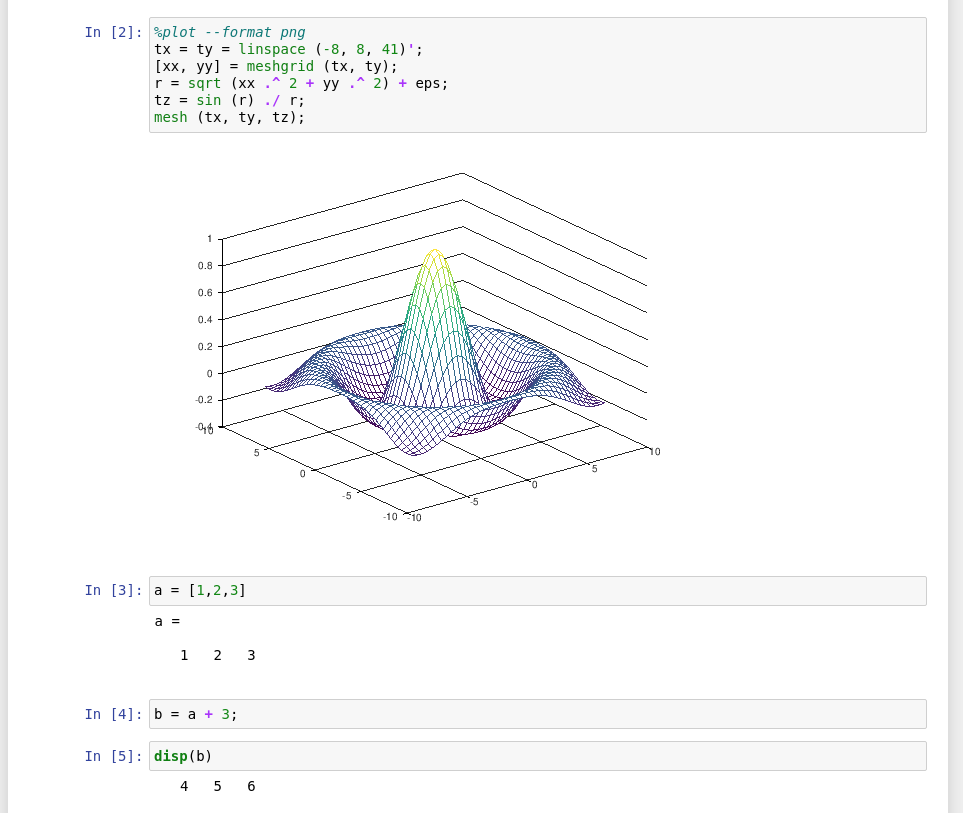 In [2]: %plot --format png
tx = ty = linspace (-8, 8, 41)';
[xx, yy] = meshgrid (tx, ty);
r = sqrt (xx .^ 2 + yy .^ 2) + eps;
tz = sin (r) ./ r;
mesh (tx, ty, tz);
1
0.8
0.6
0.4
0.2
0
-0.2
-0.4
10
5
0
-5
-10
-10
-5
0
5
10
In [3]: a = [1,2,3]
a =
1 2 3
In [4]: b = a + 3;
In [5]: disp(b)
4 5 6